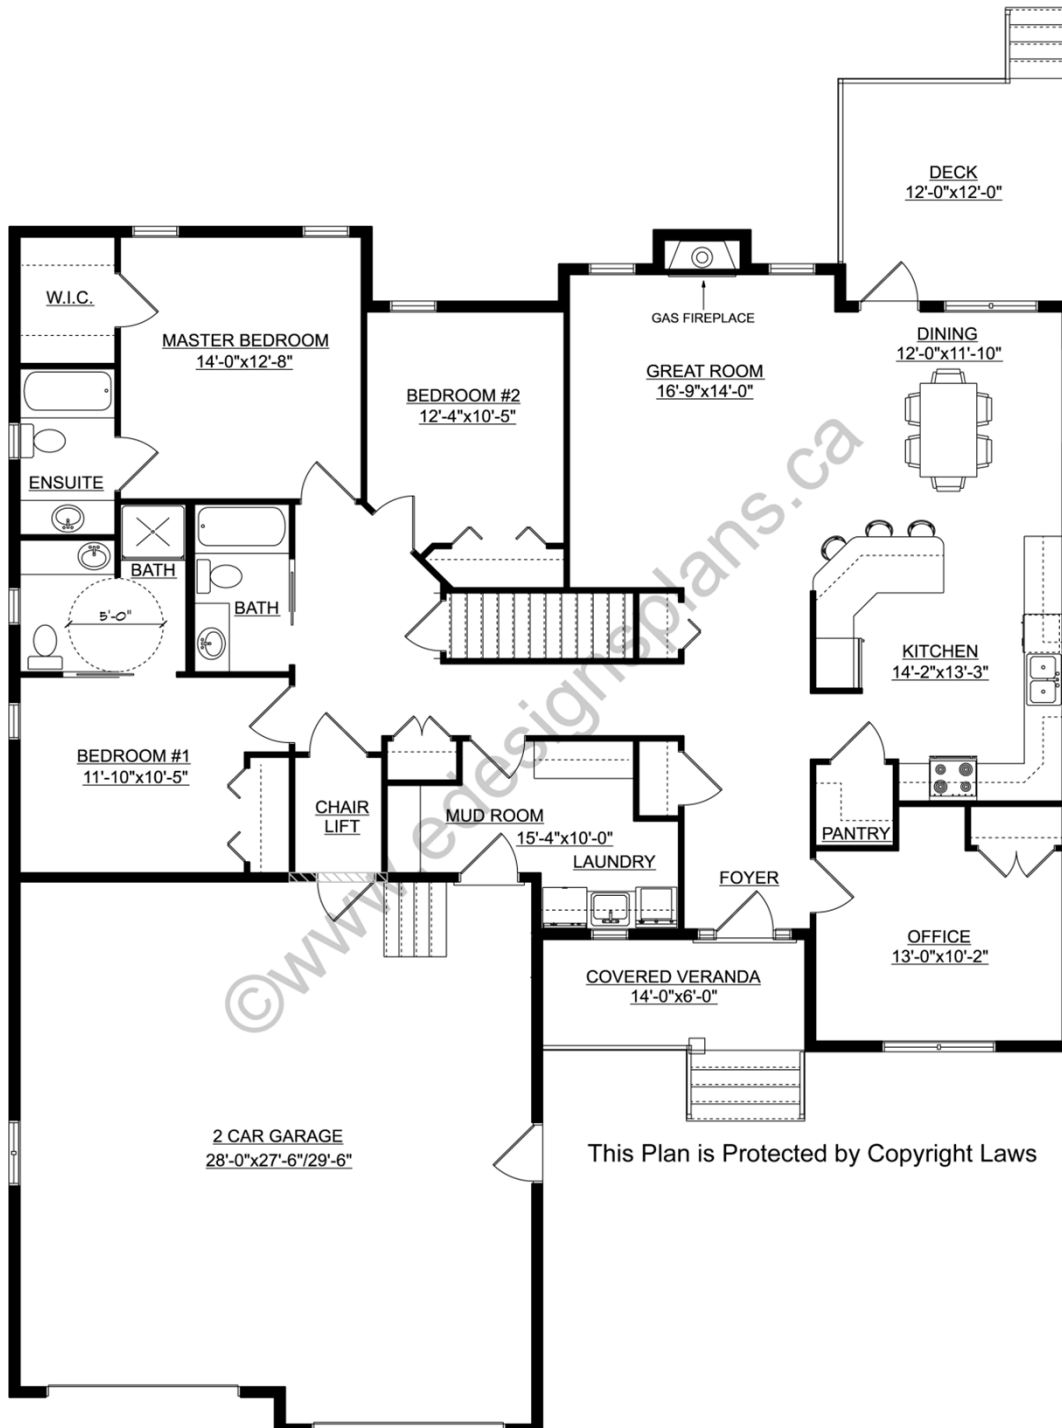 DECK
12'-0"x12'-0"
W.I.C.
MASTER BEDROOM
14'-0"x12'-8"
GAS FIREPLACE
DINING
12'-0"x11'-10"
GREAT ROOM
16'-9"x14'-0"
BEDROOM #2
12'-4"x10'-5"
ENSUITE
BATH
BATH
5'-0"
KITCHEN
14'-2"x13'-3"
BEDROOM #1
11'-10"x10'-5"
CHAIR
LIFT
MUD ROOM
15'-4"x10'-0"
LAUNDRY
PANTRY
FOYER
OFFICE
13'-0"x10'-2"
COVERED VERANDA
14'-0"x6'-0"
2 CAR GARAGE
28'-0"x27'-6"/29'-6"
This Plan is Protected by Copyright Laws
©www.edesignsplans.ca